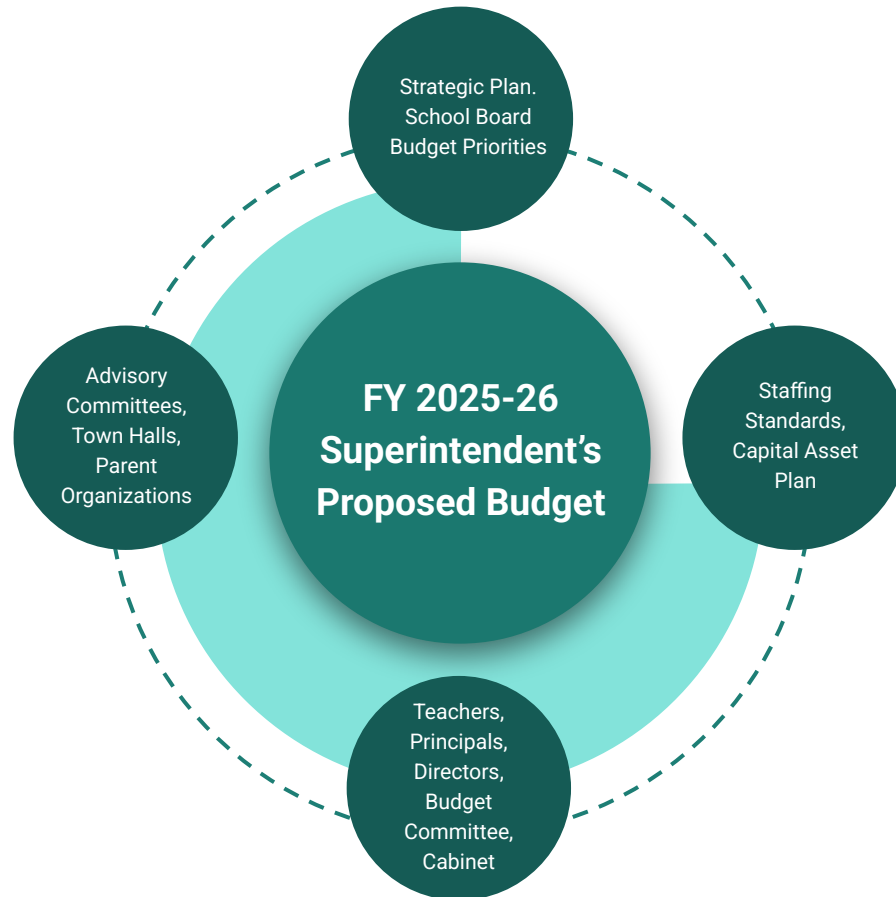 Strategic Plan.
School Board
Budget Priorities
Advisory
Committees,
Town Halls,
Parent
Organizations
FY 2025-26
Superintendent’s
Proposed Budget
Staffing
Standards,
Capital Asset
Plan
Teachers,
Principals,
Directors,
Budget
Committee,
Cabinet